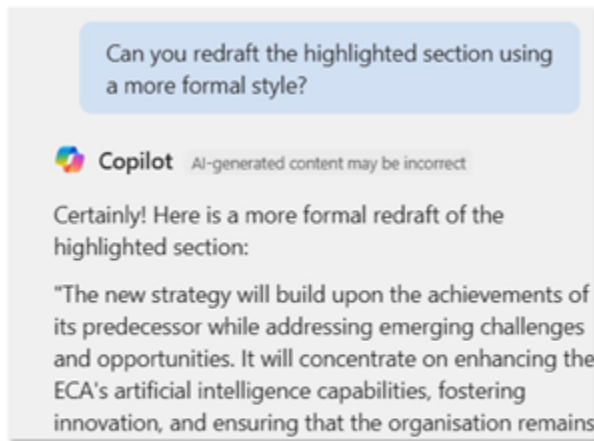 Can you redraft the highlighted section using
a more formal style?
Copilot AI-generated content may be incorrect
Certainly! Here is a more formal redraft of the
highlighted section:
"The new strategy will build upon the achievements of
its predecessor while addressing emerging challenges
and opportunities. It will concentrate on enhancing the
ECA's artificial intelligence capabilities, fostering
innovation, and ensuring that the organisation remains